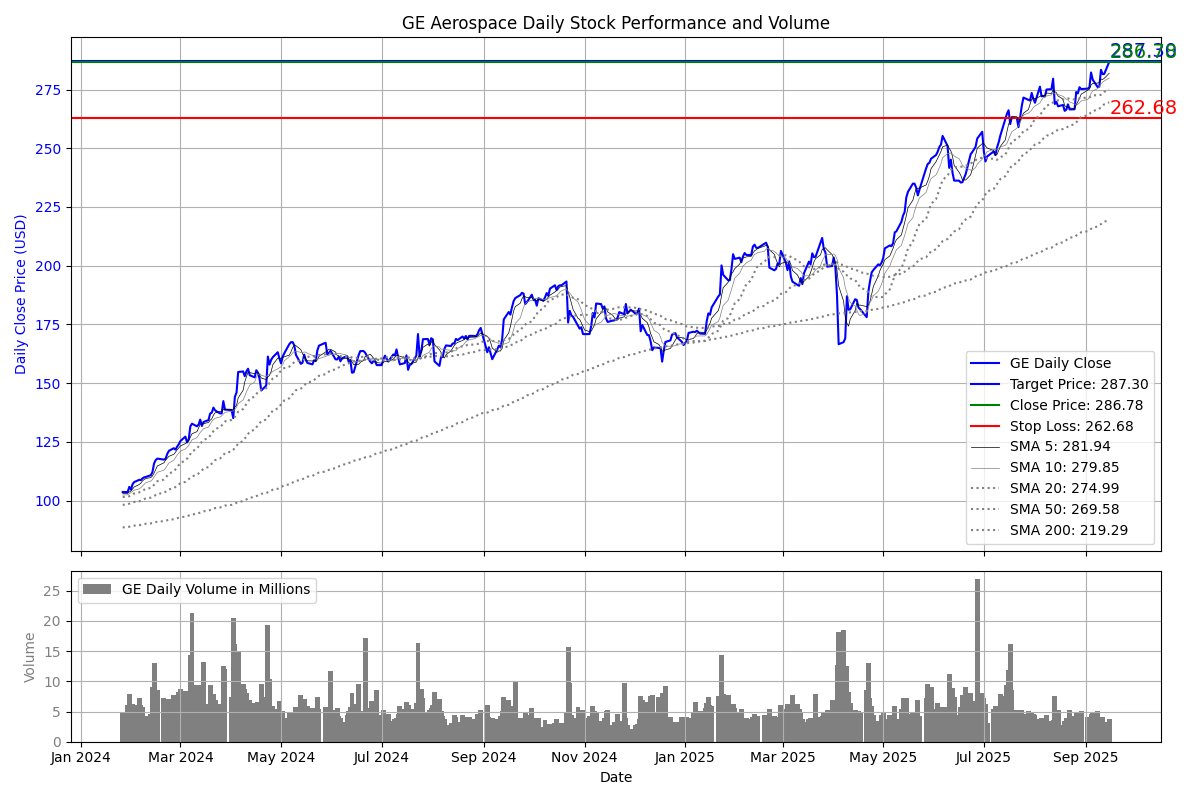 GE Aerospace Daily Stock Performance and Volume
287.30
286.78
262.68
275
250
225
200
175
150
125
100
Daily Close Price (USD)
GE Daily Close
Target Price: 287.30
Close Price: 286.78
Stop Loss: 262.68
SMA 5: 281.94
SMA 10: 279.85
SMA 20: 274.99
SMA 50: 269.58
SMA 200: 219.29
GE Daily Volume in Millions
25
20
15
10
5
0
Volume
Jan 2024 Mar 2024 May 2024 Jul 2024 Sep 2024 Nov 2024 Jan 2025 Mar 2025 May 2025 Jul 2025 Sep 2025
Date